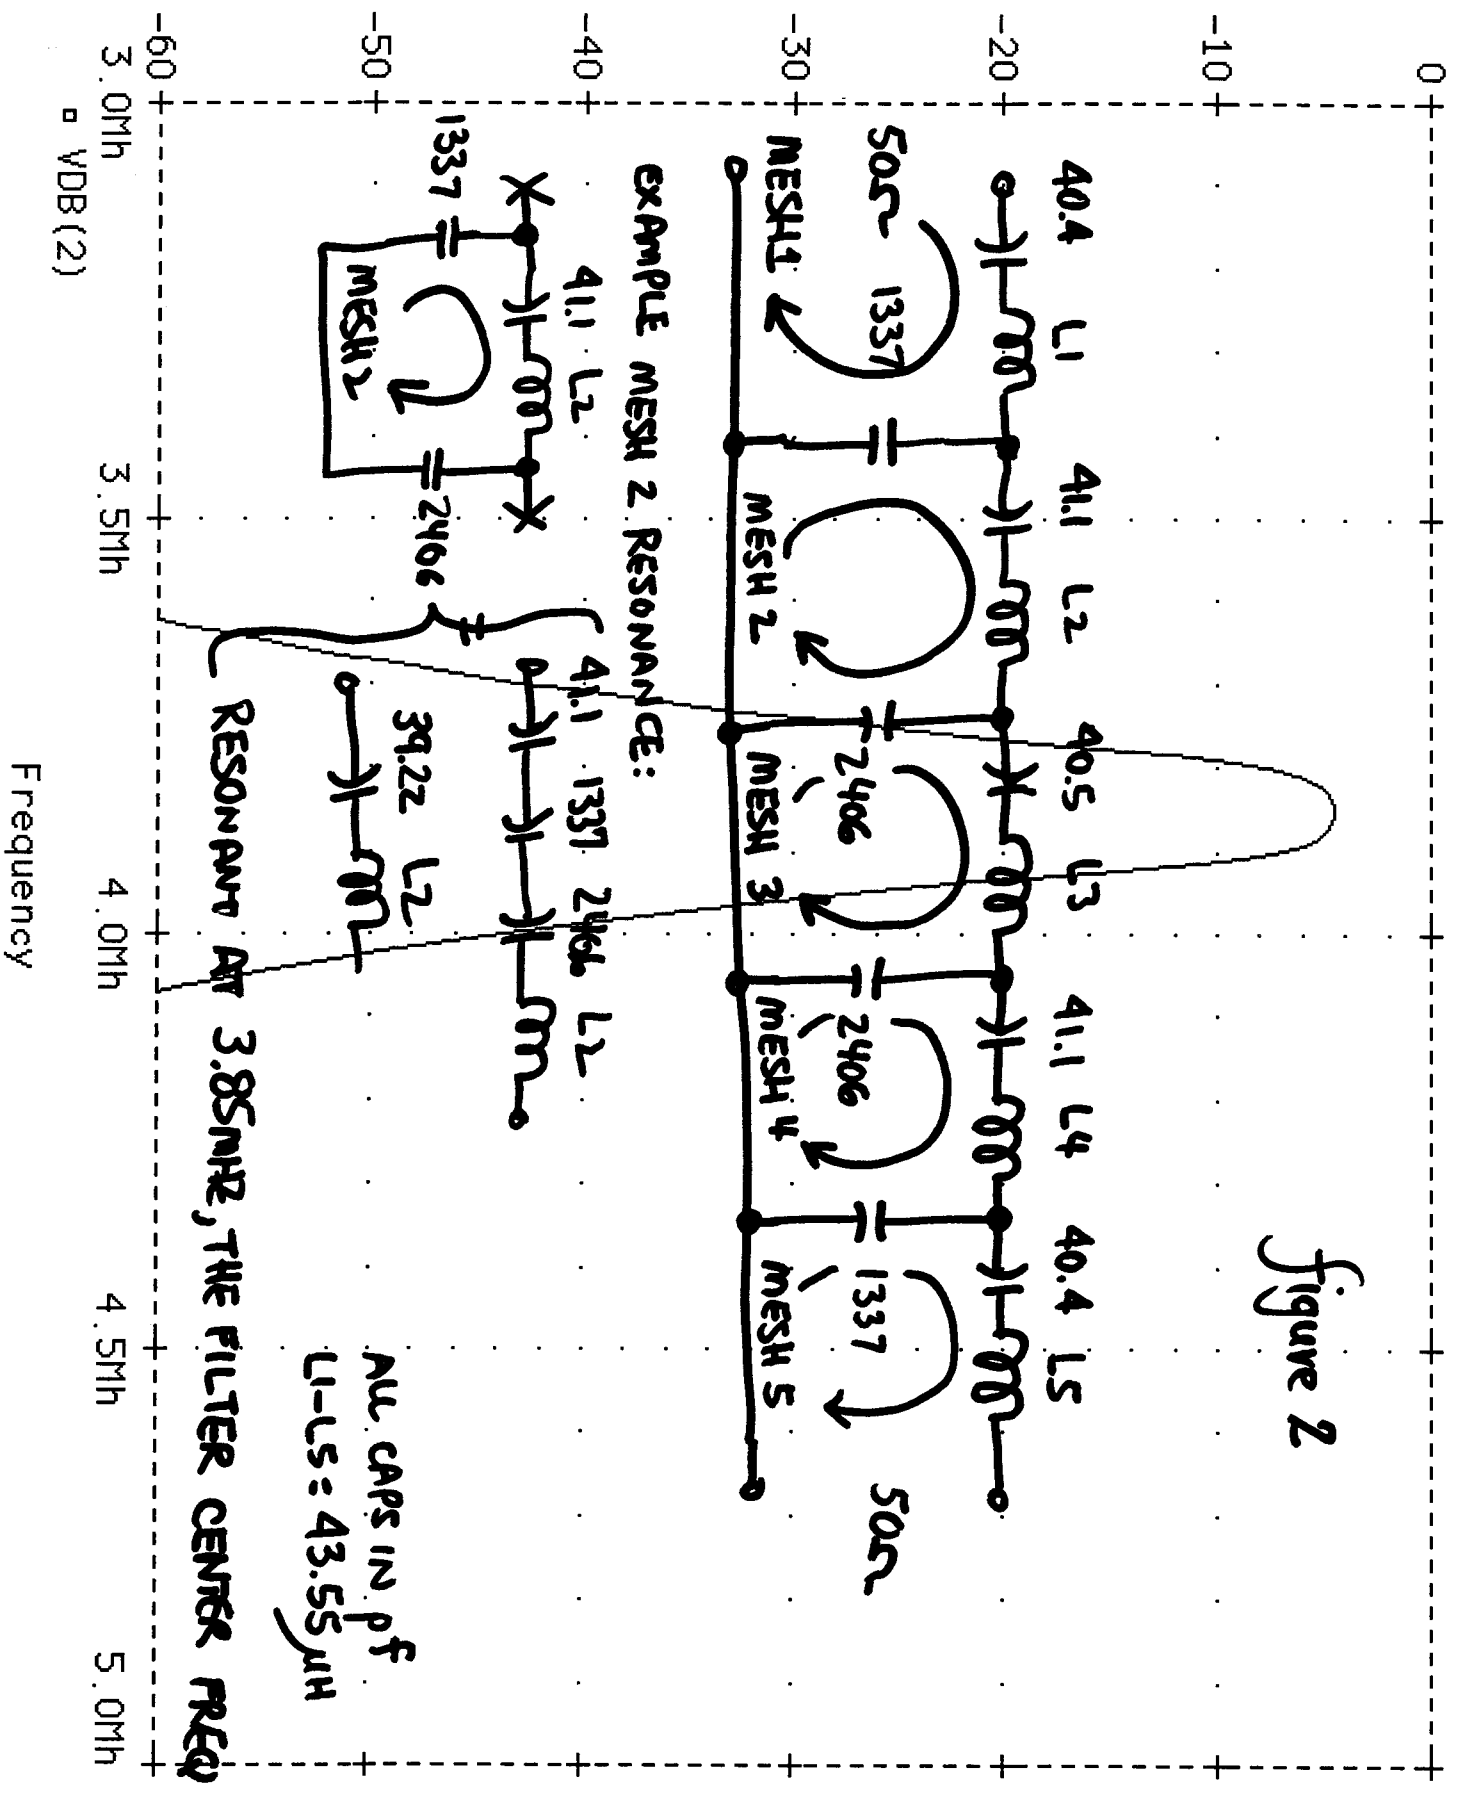 figure 2
0
-10
-20
-30
-40
-50
-60
40.4 L1 41.1 L2 40.5 L3 41.1 L4 40.4 L5
50Ω 1337 2406 2406 1337 50Ω
MESH1 MESH 2 MESH 3 MESH 4 MESH 5
EXAMPLE MESH 2 RESONANCE:
41.1 L2
1337 MESH2 2406
41.1 1337 2406 L2
39.22 L2
ALL CAPS IN pf
L1-L5 = 43.55 µH
RESONANT AT 3.85MHZ, THE FILTER CENTER FREQ
3.0Mh 3.5Mh 4.0Mh 4.5Mh 5.0Mh
VDB(2)
Frequency